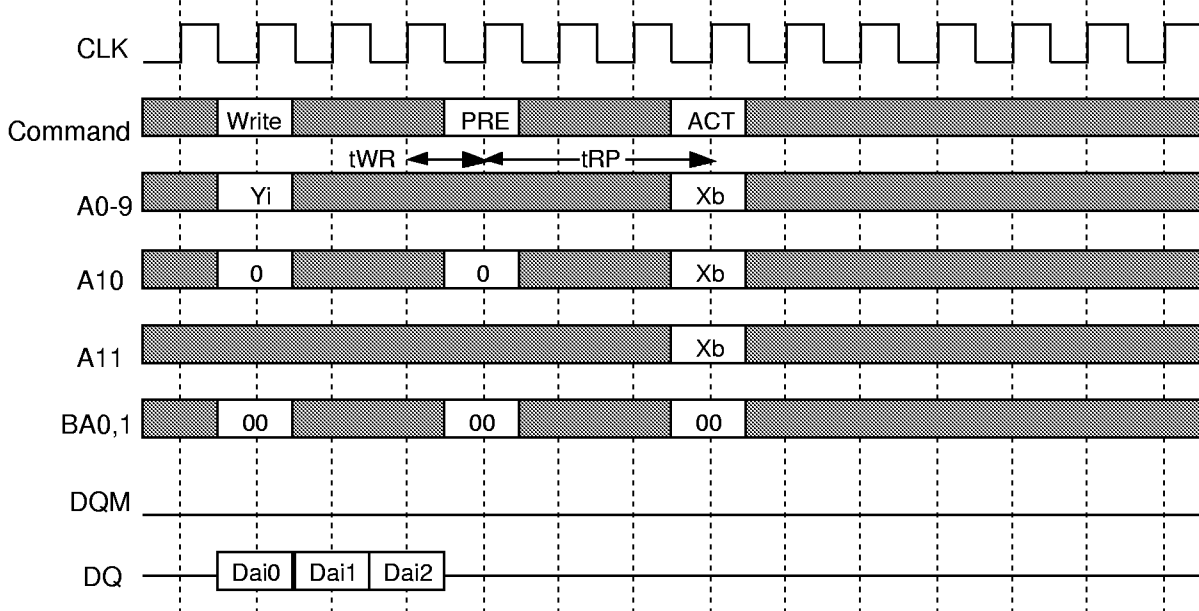 CLK
Command Write PRE ACT
tWR tRP
A0-9 Yi Xb
A10 0 0 Xb
A11 Xb
BA0,1 00 00 00
DQM
DQ Dai0 Dai1 Dai2